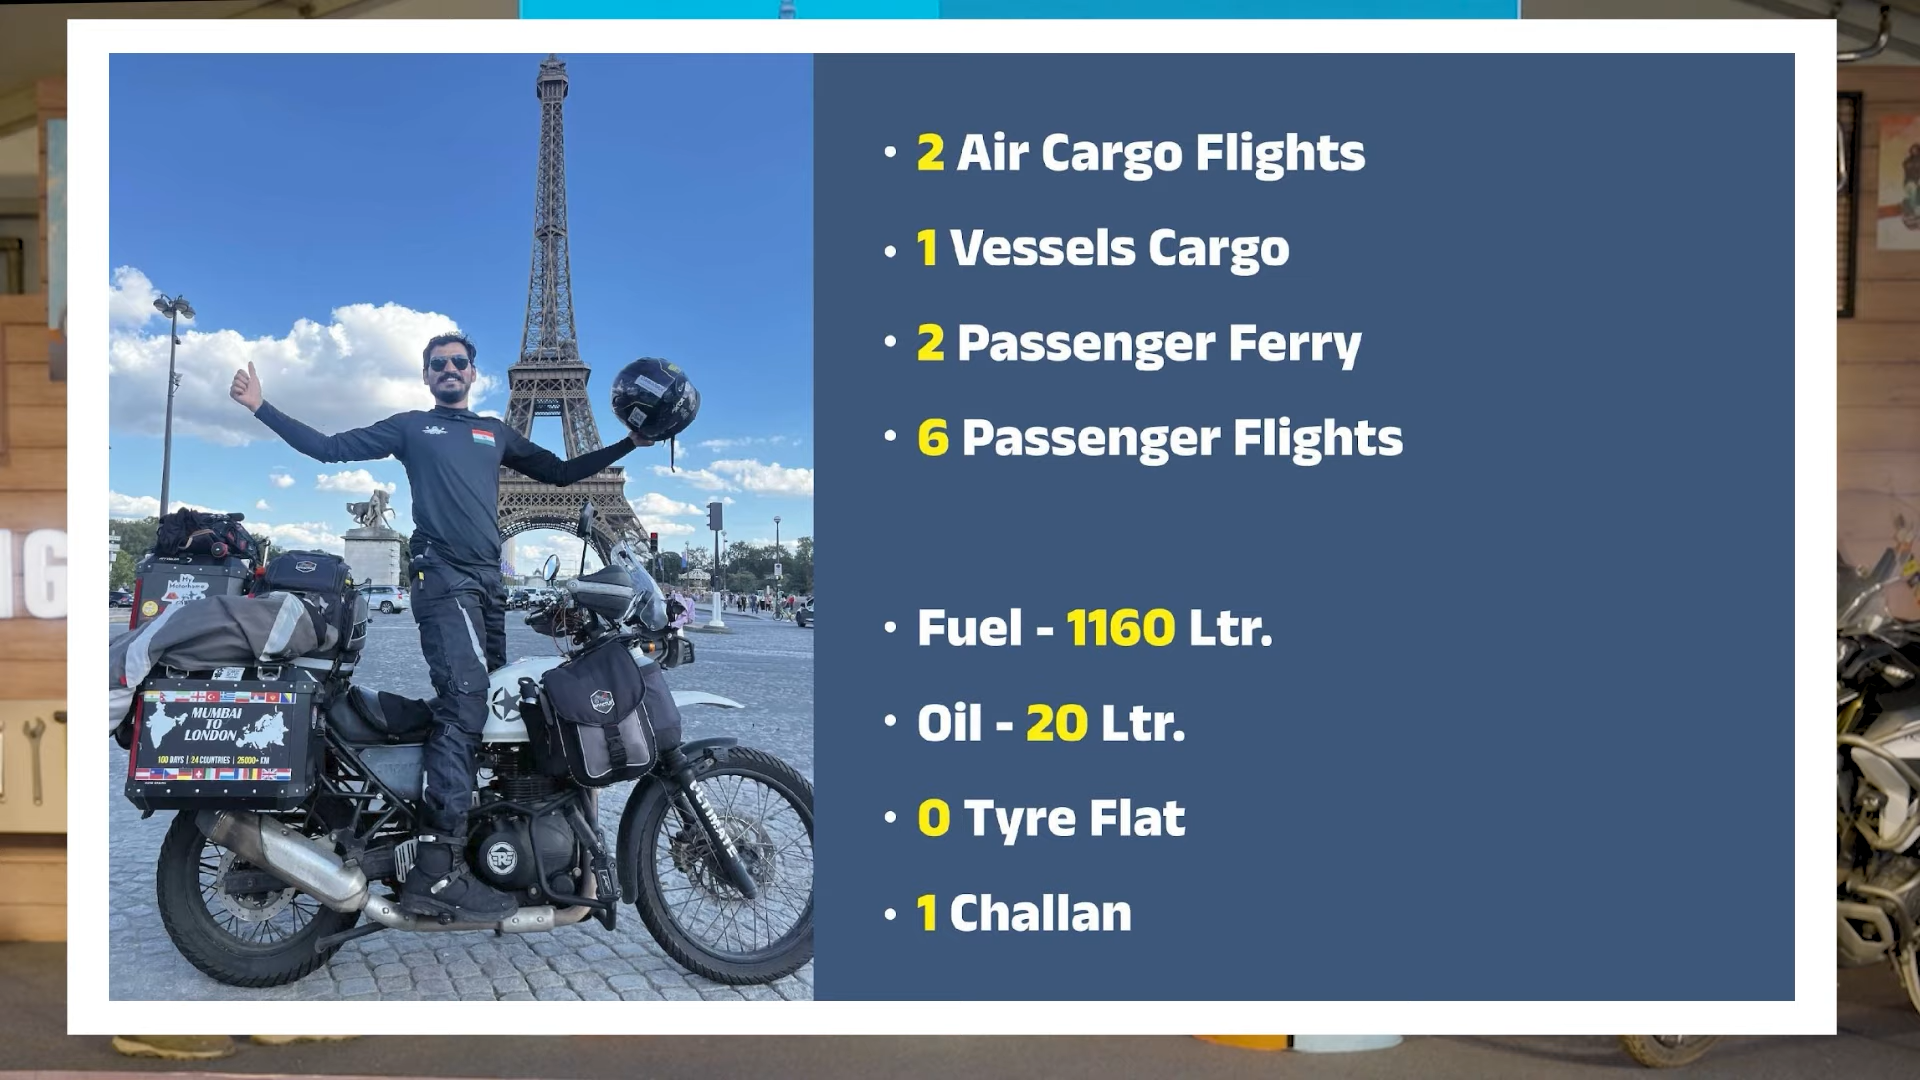 2 Air Cargo Flights
1 Vessels Cargo
2 Passenger Ferry
6 Passenger Flights
Fuel - 1160 Ltr.
Oil - 20 Ltr.
0 Tyre Flat
1 Challan
MUMBAI
TO
LONDON
100 DAYS | 24 COUNTRIES | 25000+ KM